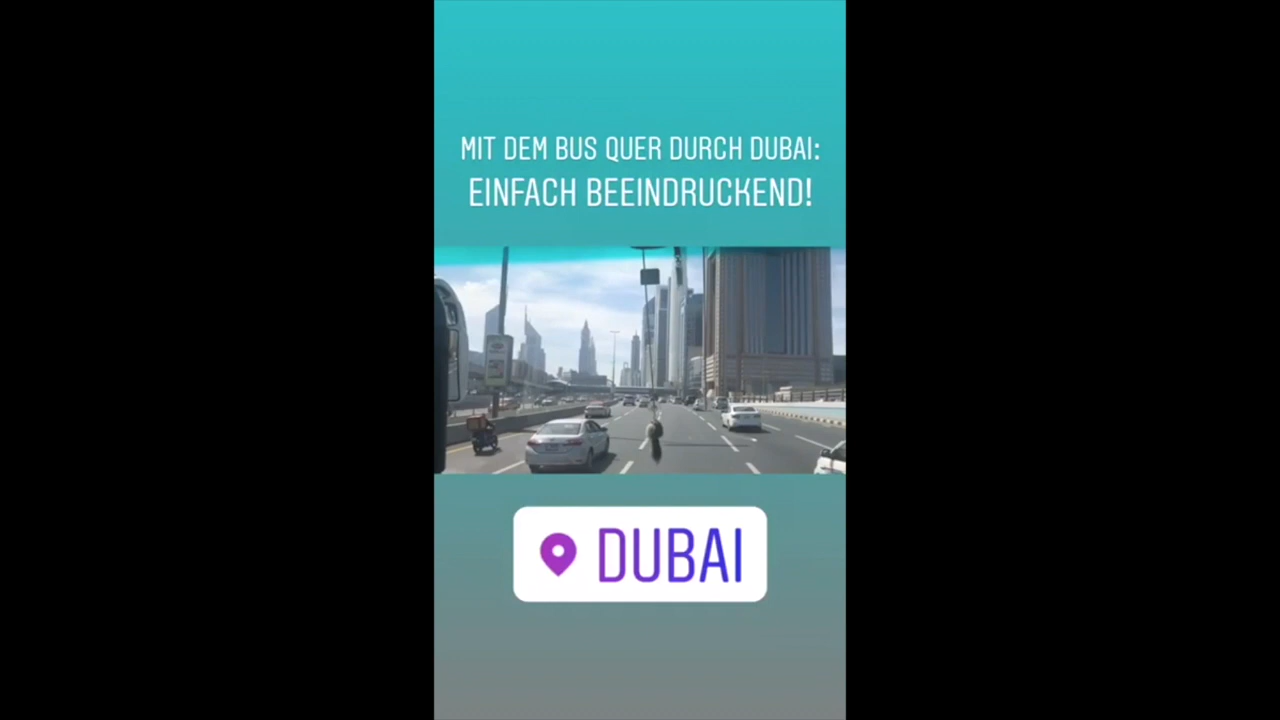 MIT DEM BUS QUER DURCH DUBAI:
EINFACH BEEINDRUCKEND!
DUBAI